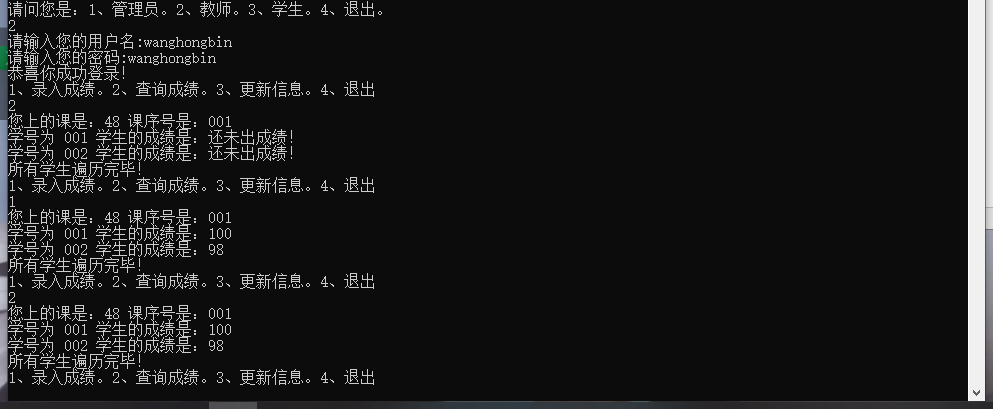 请问您是：1、管理员。2、教师。3、学生。4、退出。
2
请输入您的用户名:wanghongbin
请输入您的密码:wanghongbin
恭喜你成功登录!
1、录入成绩。2、查询成绩。3、更新信息。4、退出
2
您上的课是：48 课序号是：001
学号为 001 学生的成绩是：还未出成绩!
学号为 002 学生的成绩是：还未出成绩!
所有学生遍历完毕!
1、录入成绩。2、查询成绩。3、更新信息。4、退出
1
您上的课是：48 课序号是：001
学号为 001 学生的成绩是：100
学号为 002 学生的成绩是：98
所有学生遍历完毕!
1、录入成绩。2、查询成绩。3、更新信息。4、退出
2
您上的课是：48 课序号是：001
学号为 001 学生的成绩是：100
学号为 002 学生的成绩是：98
所有学生遍历完毕!
1、录入成绩。2、查询成绩。3、更新信息。4、退出